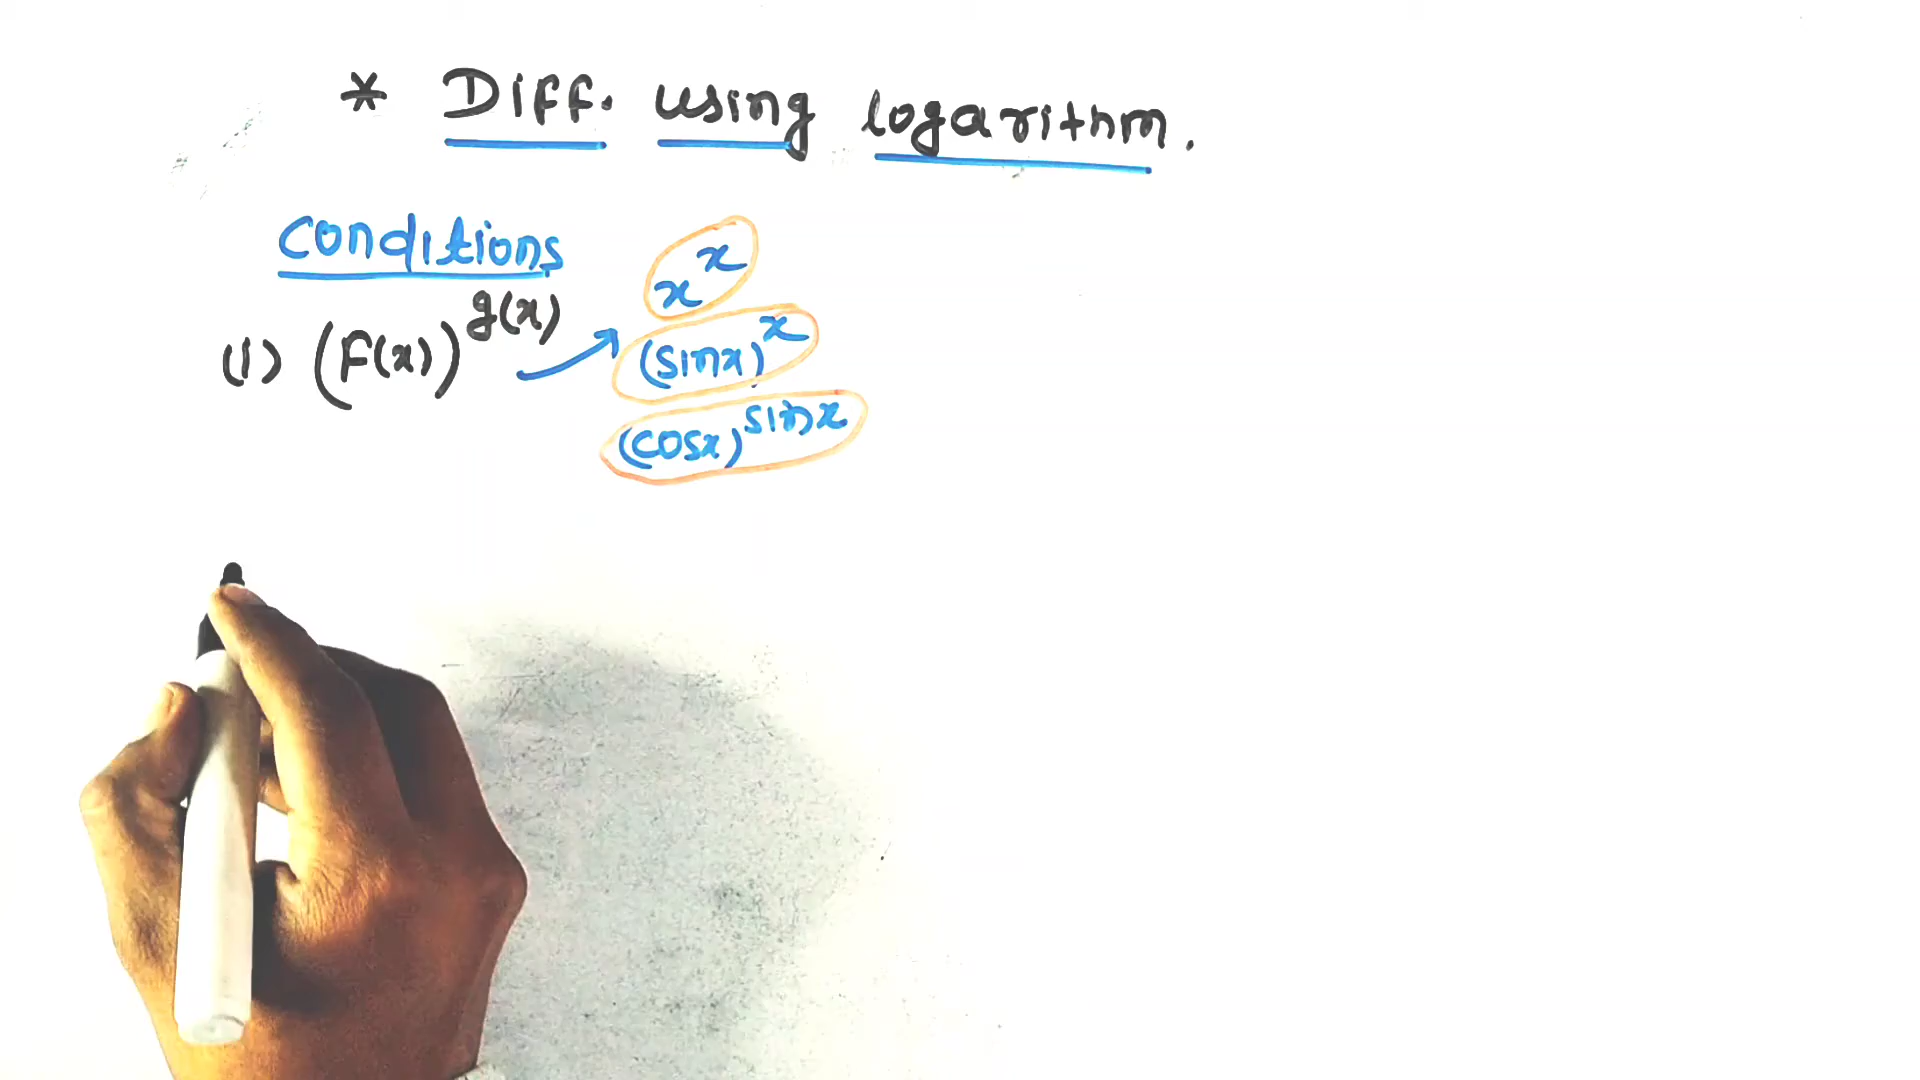 * Diff. using logarithm.
conditions
(1) (F(x))^g(x) → x^x
(sinx)^x
(cosx)^sinx